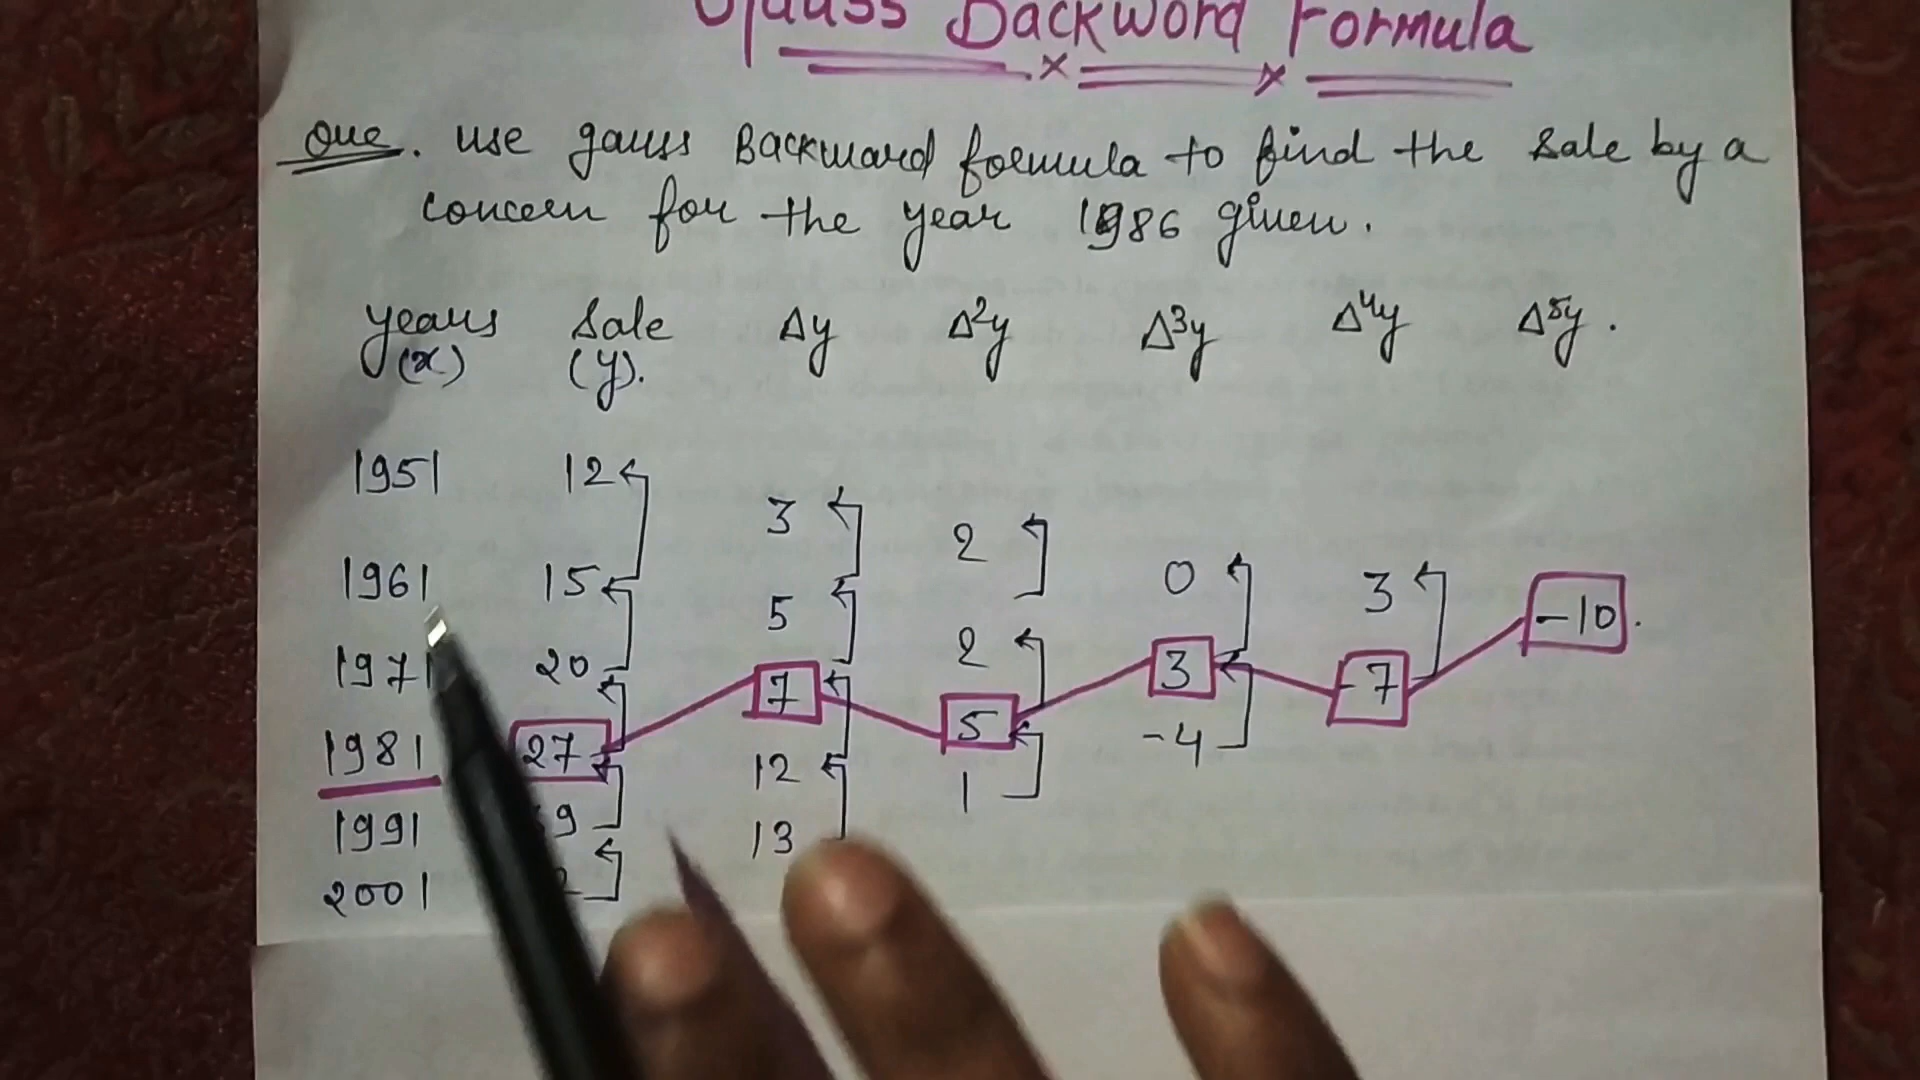 Gauss Backword Formula
Que. use gauss Backward formula to find the sale by a
concern for the year 1986 given.
years (x) sale (y). Δy Δ²y Δ³y Δ⁴y Δ⁵y.
1951 12
3 2
1961 15 0 3 -10.
5 2
1971 20 3 -7
7 5
1981 27 -4
12 1
1991 9
13
2001